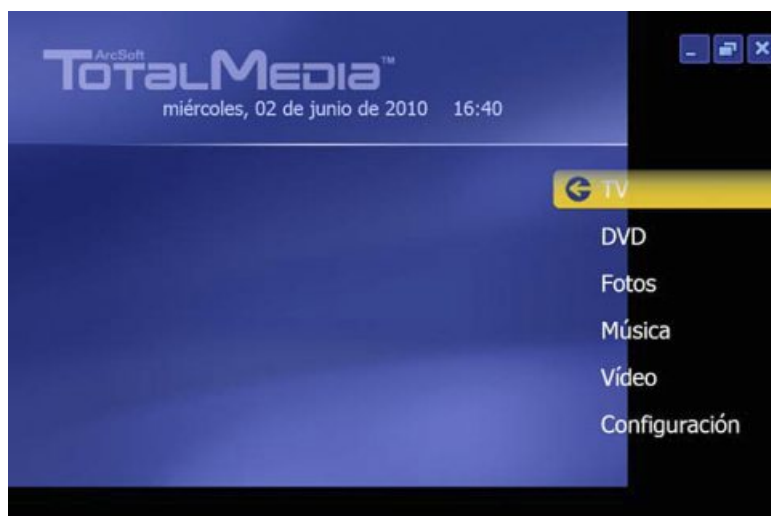 ArcSoft
TOTALMEDIA™
miércoles, 02 de junio de 2010 16:40
TV
DVD
Fotos
Música
Vídeo
Configuración